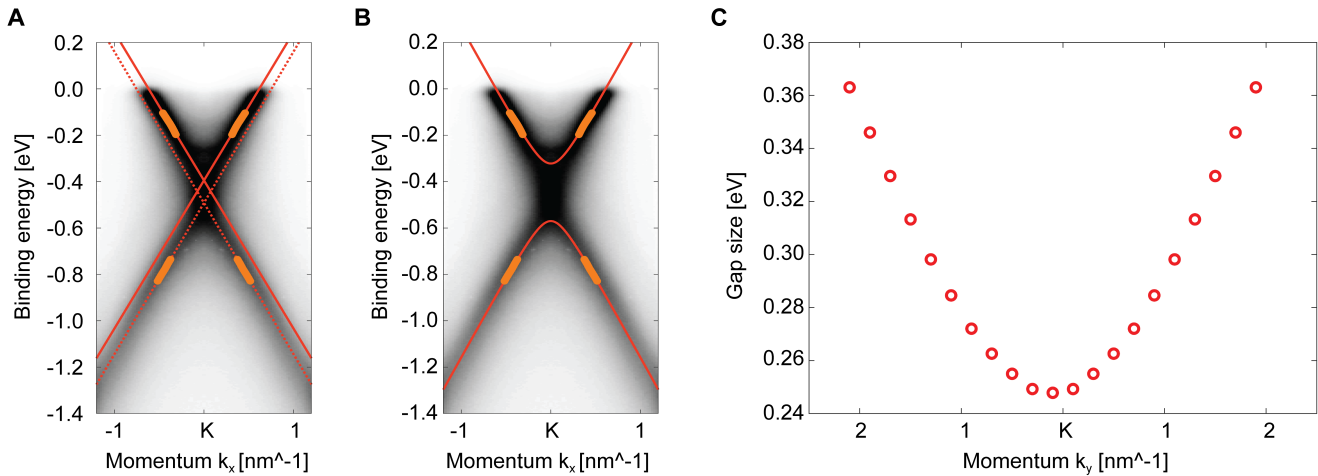 A
B
C
0.2
0.0
-0.2
-0.4
-0.6
-0.8
-1.0
-1.2
-1.4
Binding energy [eV]
-1
K
1
Momentum k_x [nm^-1]
0.2
0.0
-0.2
-0.4
-0.6
-0.8
-1.0
-1.2
-1.4
Binding energy [eV]
-1
K
1
Momentum k_x [nm^-1]
0.38
0.36
0.34
0.32
0.30
0.28
0.26
0.24
Gap size [eV]
2
1
K
1
2
Momentum k_y [nm^-1]